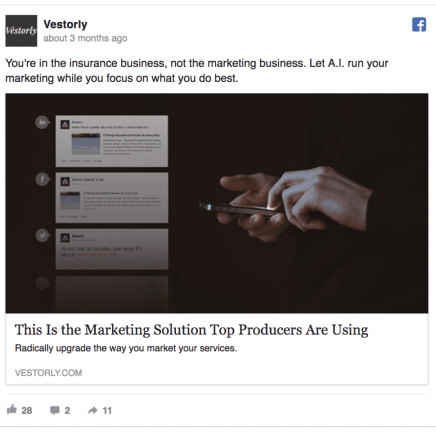 Vestorly
Vestorly
about 3 months ago
You're in the insurance business, not the marketing business. Let A.I. run your
marketing while you focus on what you do best.
in
f
This Is the Marketing Solution Top Producers Are Using
Radically upgrade the way you market your services.
VESTORLY.COM
28
2
11